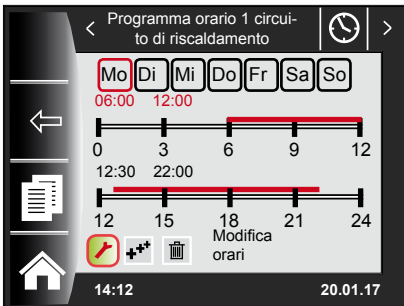 Programma orario 1 circui-
to di riscaldamento
Mo Di Mi Do Fr Sa So
06:00 12:00
0 3 6 9 12
12:30 22:00
12 15 18 21 24
Modifica
orari
14:12 20.01.17